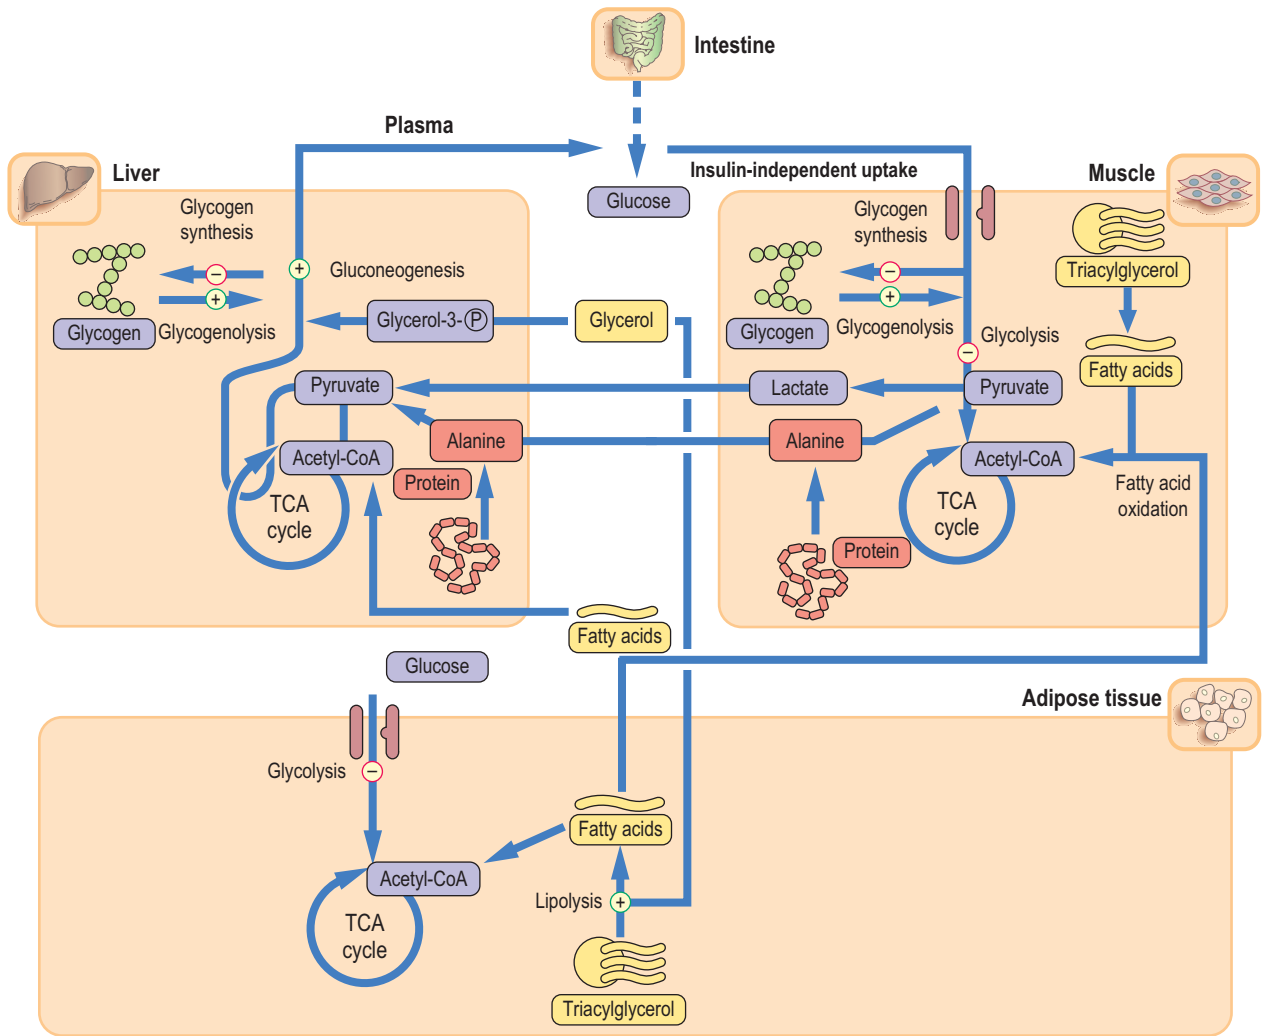 Intestine
Plasma
Liver
Insulin-independent uptake
Muscle
Glucose
Glycogen
synthesis
−
+
Gluconeogenesis
+
Glycogen
Glycogenolysis
Glycerol-3-P
Glycerol
Glycogen
synthesis
−
+
Glycogen
Glycogenolysis
Triacylglycerol
Glycolysis
−
Fatty acids
Pyruvate
Lactate
Pyruvate
Alanine
Alanine
Acetyl-CoA
Acetyl-CoA
Protein
TCA
cycle
TCA
cycle
Fatty acid
oxidation
Protein
Fatty acids
Glucose
Adipose tissue
Glycolysis
−
Fatty acids
Acetyl-CoA
Lipolysis
+
TCA
cycle
Triacylglycerol